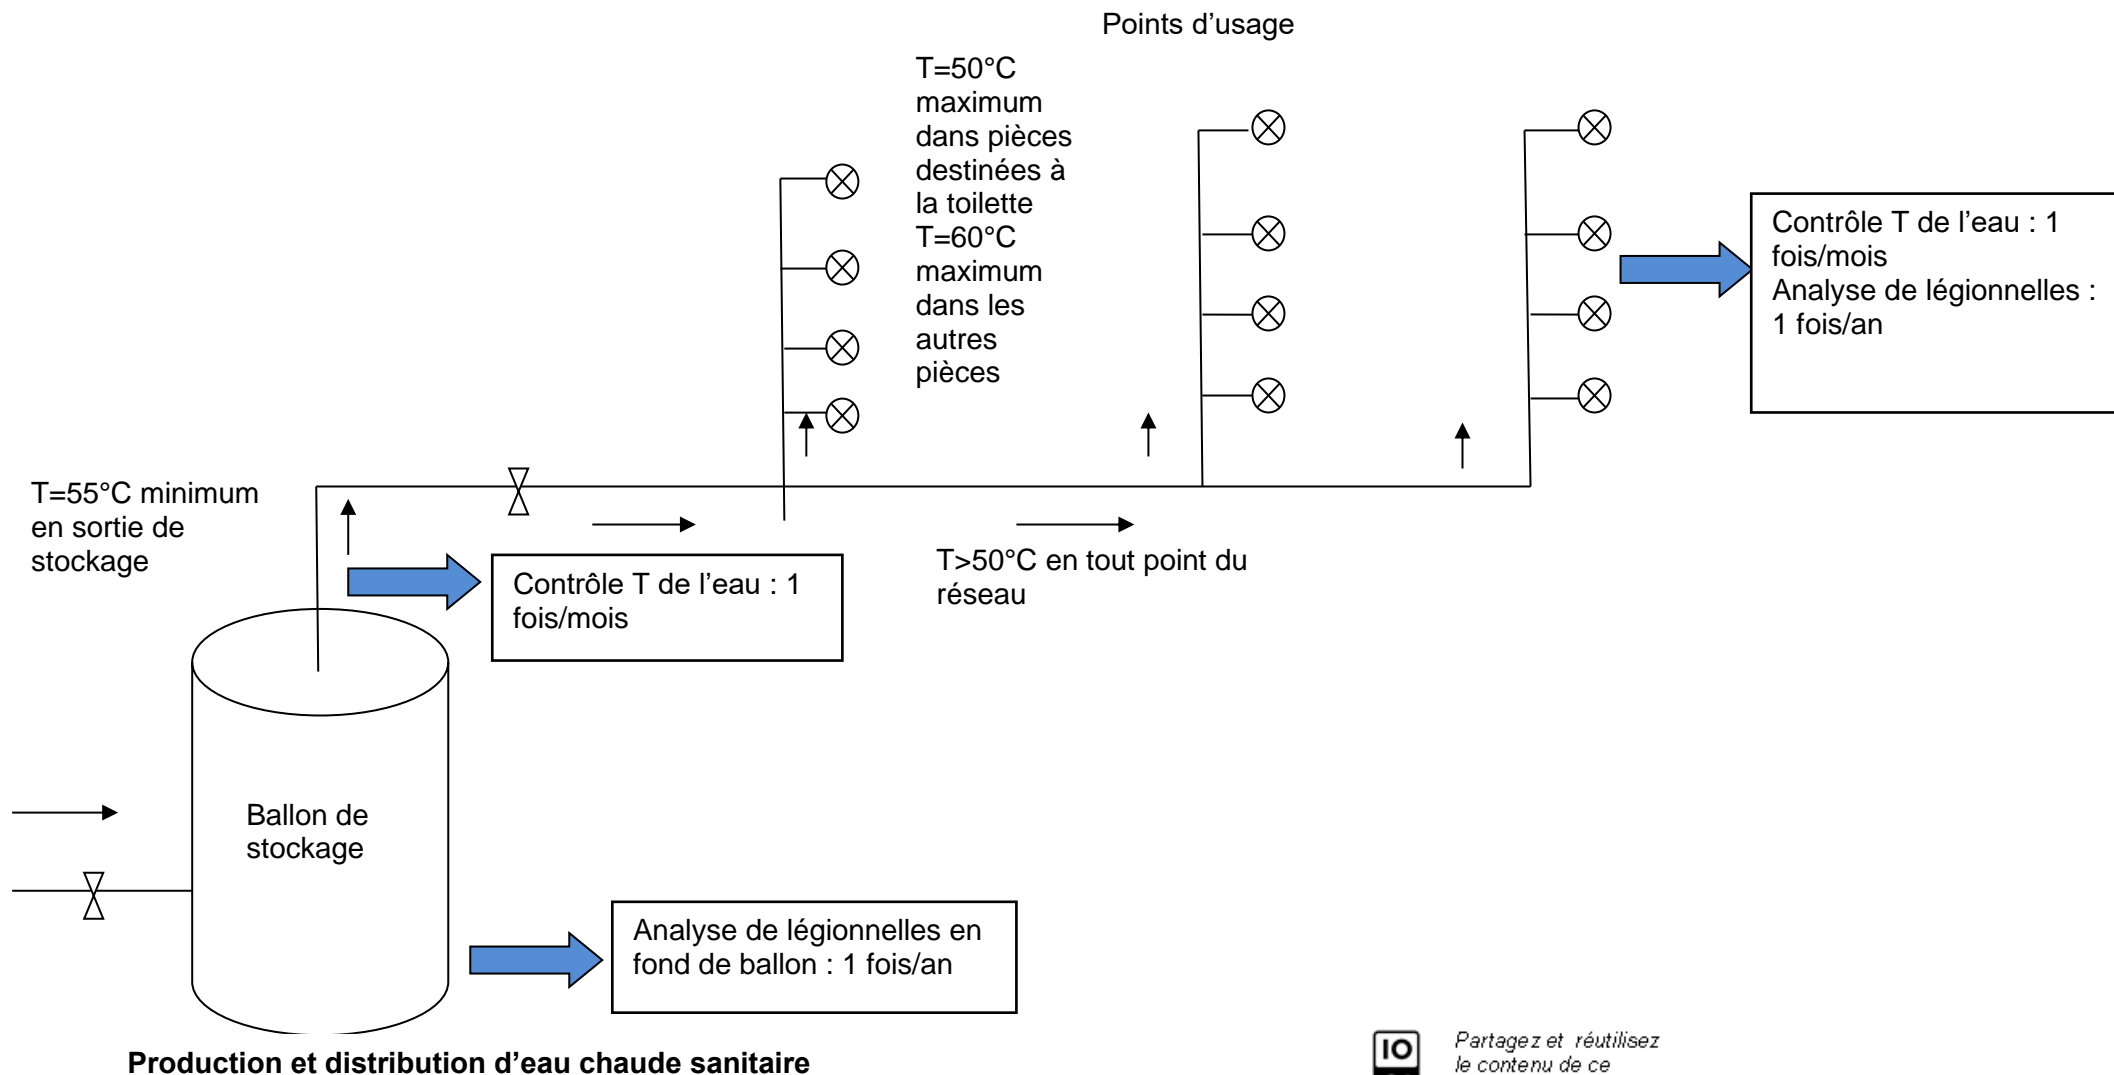 Points d’usage
T=50°C
maximum
dans pièces
destinées à
la toilette
T=60°C
maximum
dans les
autres
pièces
Contrôle T de l’eau : 1
fois/mois
Analyse de légionnelles :
1 fois/an
T=55°C minimum
en sortie de
stockage
Contrôle T de l’eau : 1
fois/mois
T>50°C en tout point du
réseau
Ballon de
stockage
Analyse de légionnelles en
fond de ballon : 1 fois/an
Production et distribution d’eau chaude sanitaire
IO
Partagez et réutilisez
le contenu de ce